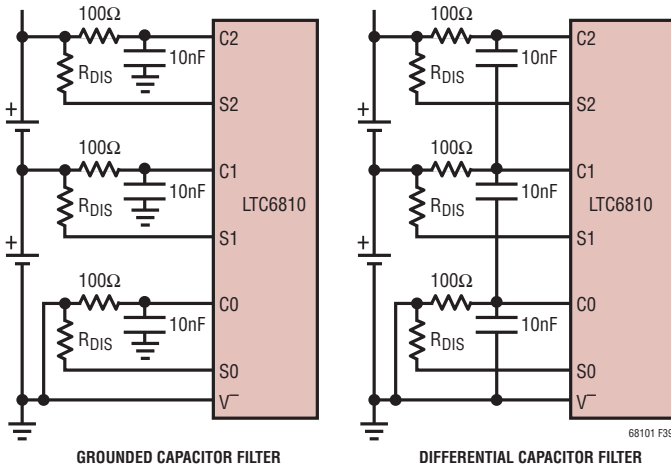 100Ω
C2
10nF
RDIS
S2
+
100Ω
C1
10nF
LTC6810
RDIS
S1
+
100Ω
C0
10nF
RDIS
S0
V–
GROUNDED CAPACITOR FILTER
100Ω
C2
10nF
RDIS
S2
+
100Ω
C1
10nF
LTC6810
RDIS
S1
+
100Ω
C0
10nF
RDIS
S0
V–
68101 F39
DIFFERENTIAL CAPACITOR FILTER